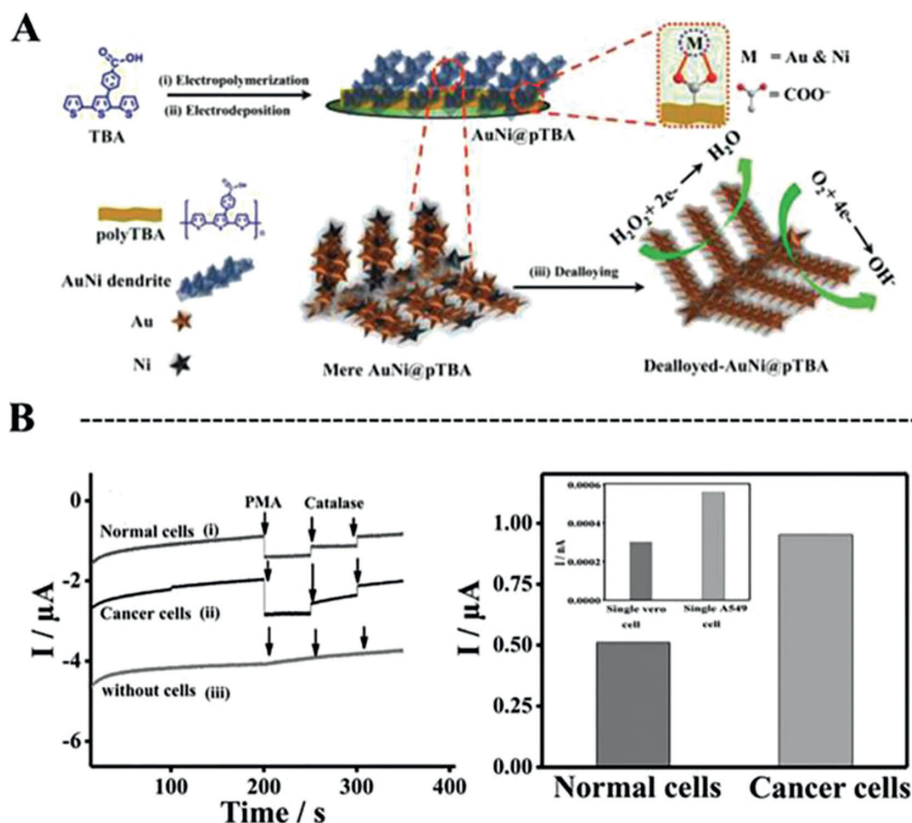 A
OH
O
(i) Electropolymerization
(ii) Electrodeposition
TBA
AuNi@pTBA
M
M = Au & Ni
= COO⁻
polyTBA
n
AuNi dendrite
Au
Ni
Mere AuNi@pTBA
(iii) Dealloying
H₂O₂ + 2e- → H₂O
O₂ + 4e- → OH⁻
Dealloyed-AuNi@pTBA
B
I / μA
0
-2
-4
-6
PMA Catalase
Normal cells (i)
Cancer cells (ii)
without cells (iii)
0 100 200 300 400
Time / s
I / μA
1.00
0.75
0.50
0.25
0.00
I / nA
0.0006
0.0004
0.0002
0.0000
Single vero cell
Single A549 cell
Normal cells Cancer cells